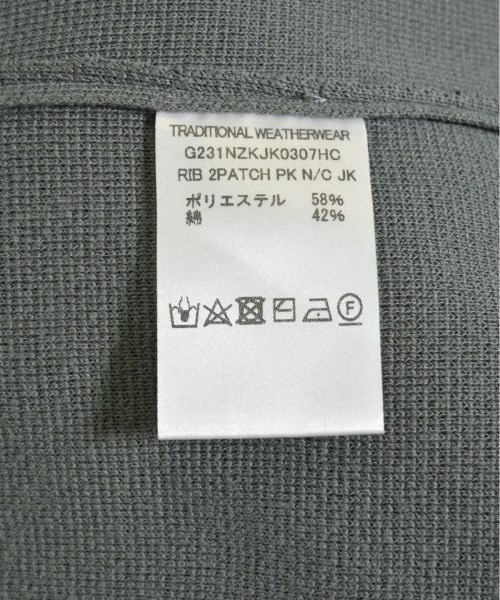 TRADITIONAL WEATHERWEAR
G231NZKJK0307HC
RIB 2PATCH PK N/C JK
ポリエステル 58%
綿 42%
F